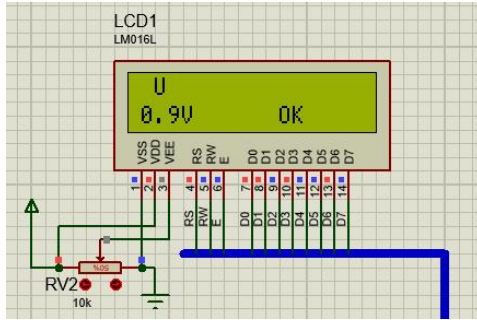 LCD1
LM016L
U
0.9V OK
VSS VDD VEE RS RW E D0 D1 D2 D3 D4 D5 D6 D7
1 2 3 4 5 6 7 8 9 10 11 12 13 14
RS RW E D0 D1 D2 D3 D4 D5 D6 D7
50%
RV2
10k